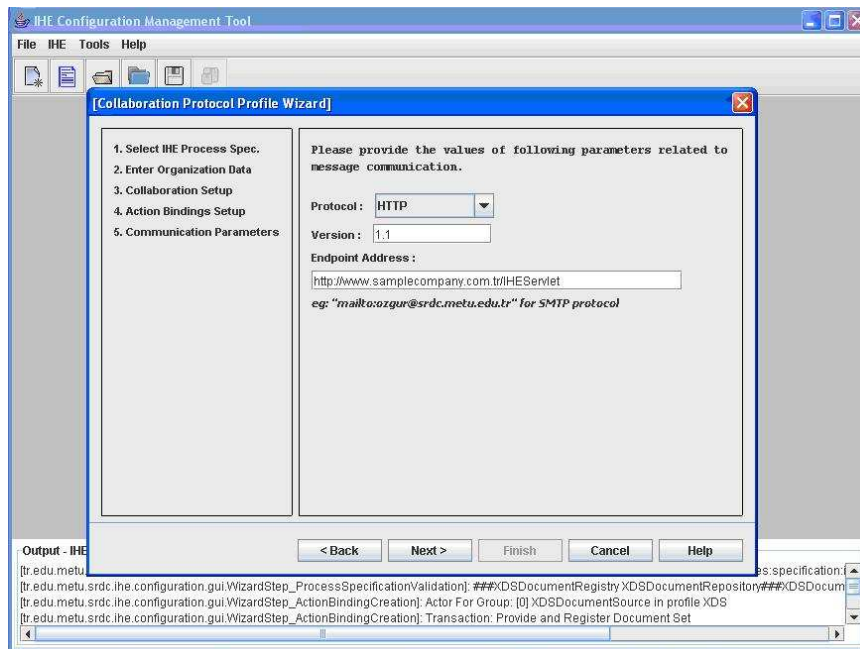 IHE Configuration Management Tool
File IHE Tools Help
[Collaboration Protocol Profile Wizard]
1. Select IHE Process Spec.
2. Enter Organization Data
3. Collaboration Setup
4. Action Bindings Setup
5. Communication Parameters
Please provide the values of following parameters related to
message communication.
Protocol : HTTP
Version : 1.1
Endpoint Address :
http://www.samplecompany.com.tr/IHEServlet
eg: "mailto:ozgur@srdc.metu.edu.tr" for SMTP protocol
< Back Next > Finish Cancel Help
Output - IHE
[tr.edu.metu. es:specification:
[tr.edu.metu.srdc.ihe.configuration.gui.WizardStep_ProcessSpecificationValidation]: ###XDSDocumentRegistry XDSDocumentRepository###XDSDocum
[tr.edu.metu.srdc.ihe.configuration.gui.WizardStep_ActionBindingCreation]: Actor For Group: [0] XDSDocumentSource in profile XDS
[tr.edu.metu.srdc.ihe.configuration.gui.WizardStep_ActionBindingCreation]: Transaction: Provide and Register Document Set